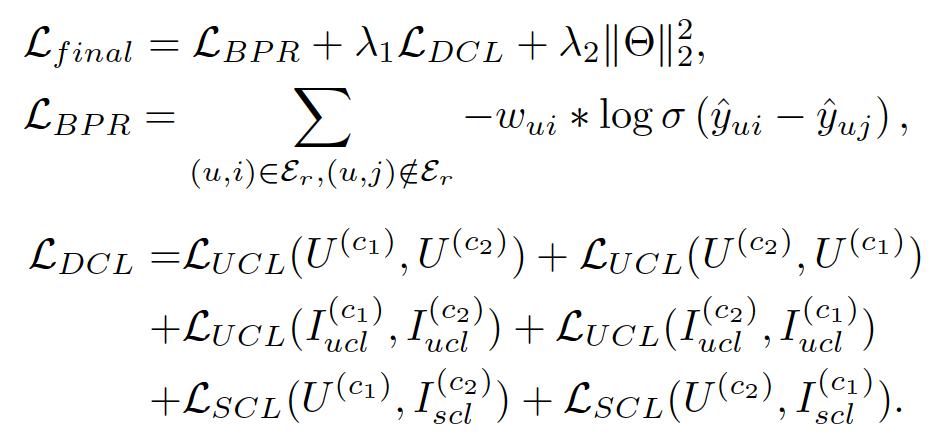 𝓛_{final} = 𝓛_{BPR} + λ_1 𝓛_{DCL} + λ_2 ‖Θ‖_2^2,
𝓛_{BPR} = ∑_{(u,i)∈𝓔_r,(u,j)∉𝓔_r} −w_{ui} ∗ log σ (ŷ_{ui} − ŷ_{uj}),
𝓛_{DCL} = 𝓛_{UCL}(U^{(c_1)}, U^{(c_2)}) + 𝓛_{UCL}(U^{(c_2)}, U^{(c_1)})
+𝓛_{UCL}(I_{ucl}^{(c_1)}, I_{ucl}^{(c_2)}) + 𝓛_{UCL}(I_{ucl}^{(c_2)}, I_{ucl}^{(c_1)})
+𝓛_{SCL}(U^{(c_1)}, I_{scl}^{(c_2)}) + 𝓛_{SCL}(U^{(c_2)}, I_{scl}^{(c_1)}).